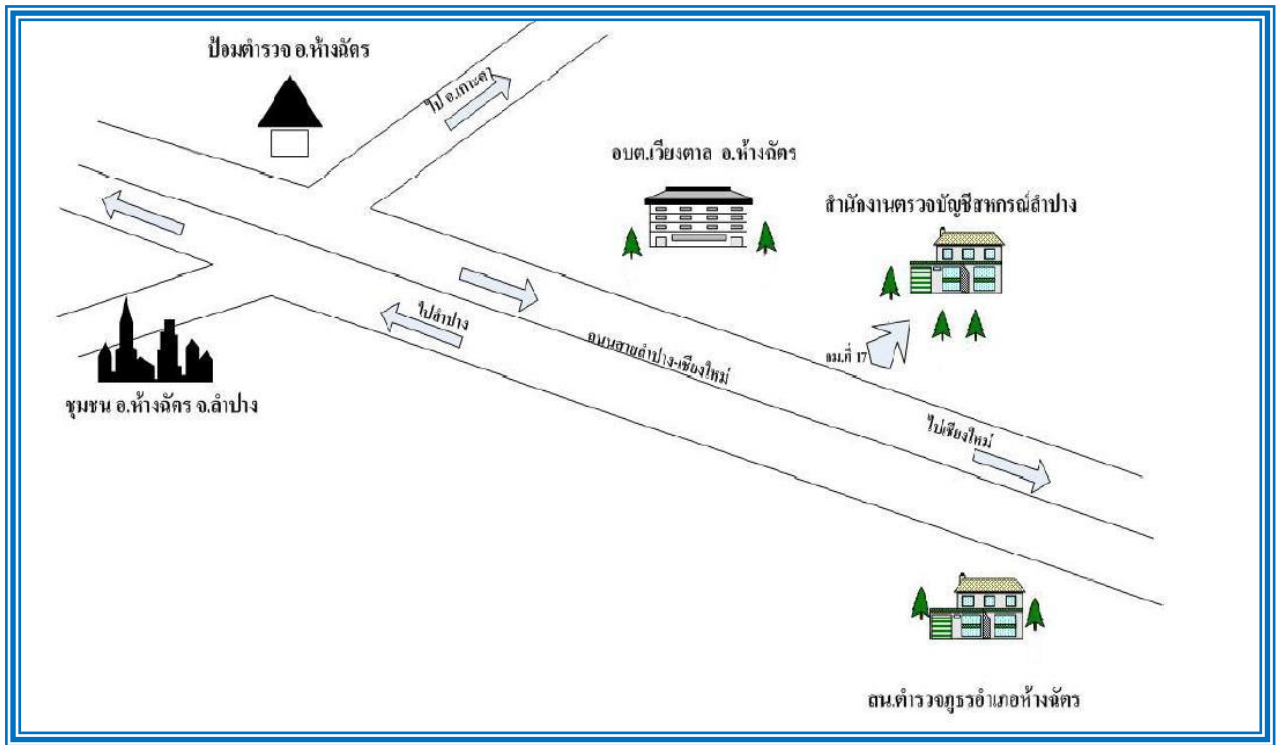 ป้อมตำรวจ อ.ห้างฉัตร
ไป อ.เกาะคา
อบต.เวียงตาล อ.ห้างฉัตร
สำนักงานตรวจบัญชีสหกรณ์ลำปาง
ไปลำปาง
ถนนสายลำปาง-เชียงใหม่
กม.ที่ 17
ชุมชน อ.ห้างฉัตร จ.ลำปาง
ไปเชียงใหม่
สน.ตำรวจภูธรอำเภอห้างฉัตร